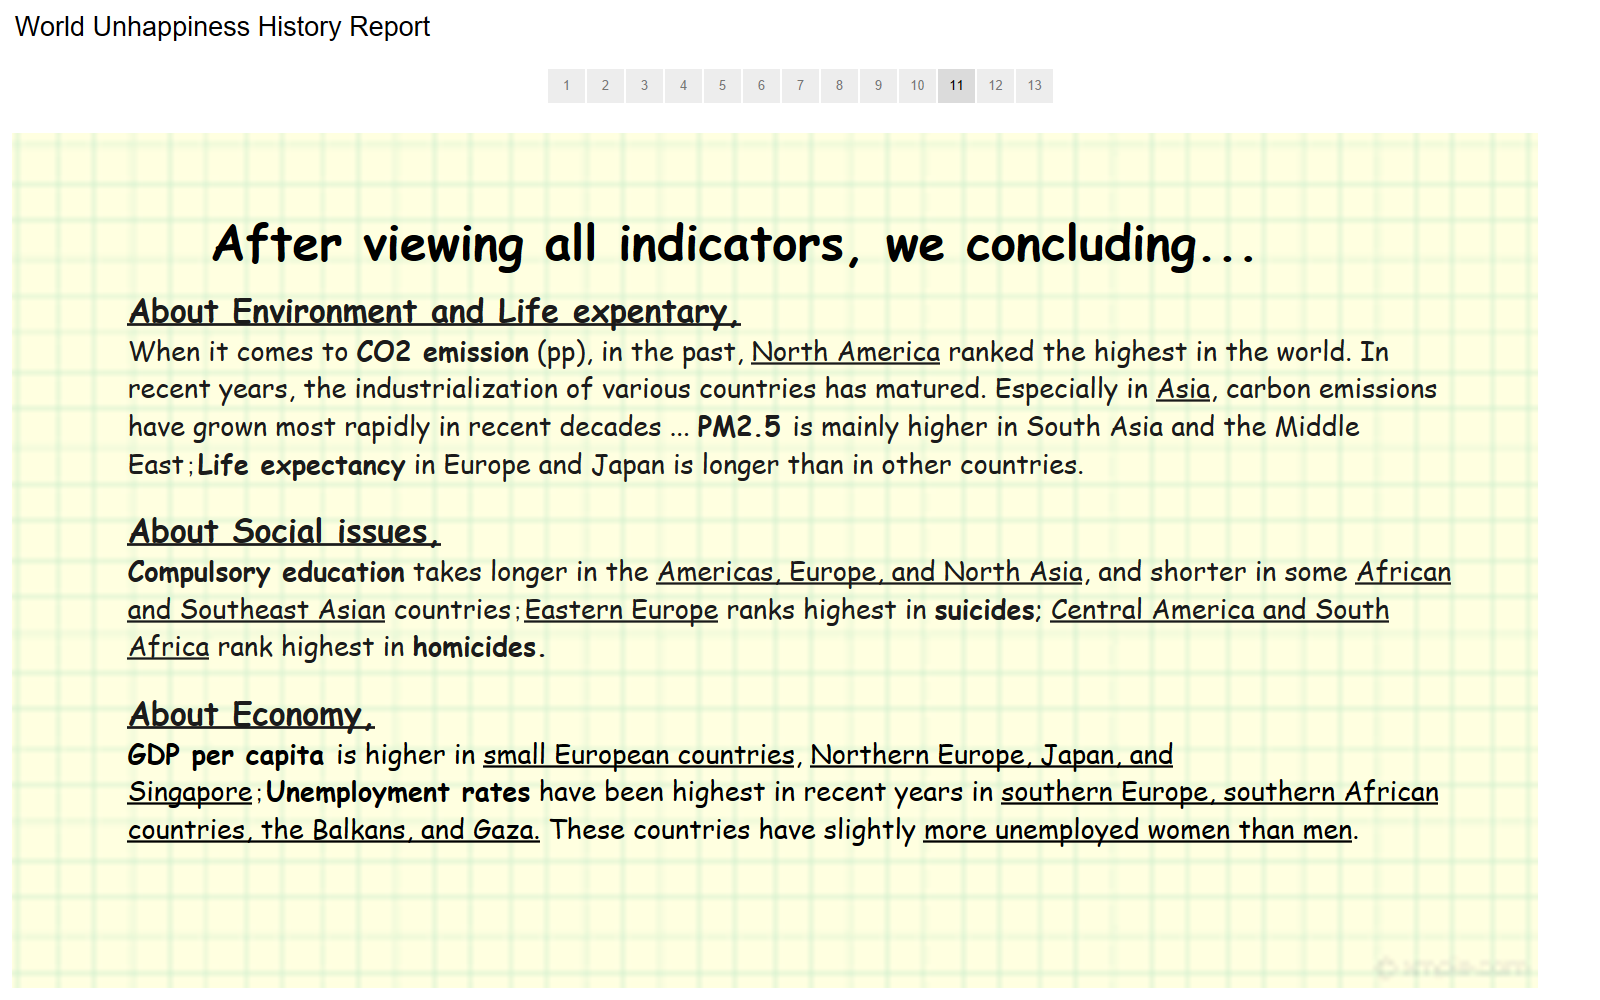 World Unhappiness History Report
1 2 3 4 5 6 7 8 9 10 11 12 13
After viewing all indicators, we concluding...
About Environment and Life expentary,
When it comes to CO2 emission (pp), in the past, North America ranked the highest in the world. In
recent years, the industrialization of various countries has matured. Especially in Asia, carbon emissions
have grown most rapidly in recent decades ... PM2.5 is mainly higher in South Asia and the Middle
East;Life expectancy in Europe and Japan is longer than in other countries.
About Social issues,
Compulsory education takes longer in the Americas, Europe, and North Asia, and shorter in some African
and Southeast Asian countries;Eastern Europe ranks highest in suicides; Central America and South
Africa rank highest in homicides.
About Economy,
GDP per capita is higher in small European countries, Northern Europe, Japan, and
Singapore;Unemployment rates have been highest in recent years in southern Europe, southern African
countries, the Balkans, and Gaza. These countries have slightly more unemployed women than men.